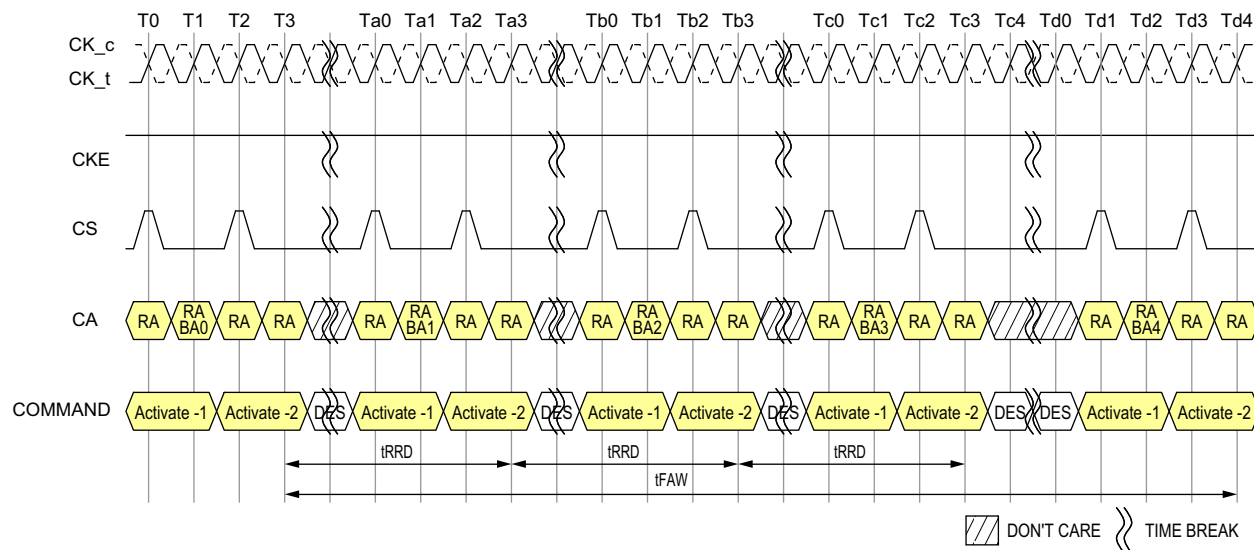 T0 T1 T2 T3 Ta0 Ta1 Ta2 Ta3 Tb0 Tb1 Tb2 Tb3 Tc0 Tc1 Tc2 Tc3 Tc4 Td0 Td1 Td2 Td3 Td4
CK_c
CK_t
CKE
CS
CA RA RA BA0 RA RA RA RA BA1 RA RA RA RA BA2 RA RA RA RA BA3 RA RA RA RA BA4 RA RA
COMMAND Activate -1 Activate -2 DES Activate -1 Activate -2 DES Activate -1 Activate -2 DES Activate -1 Activate -2 DES DES Activate -1 Activate -2
tRRD tRRD tRRD
tFAW
DON'T CARE TIME BREAK